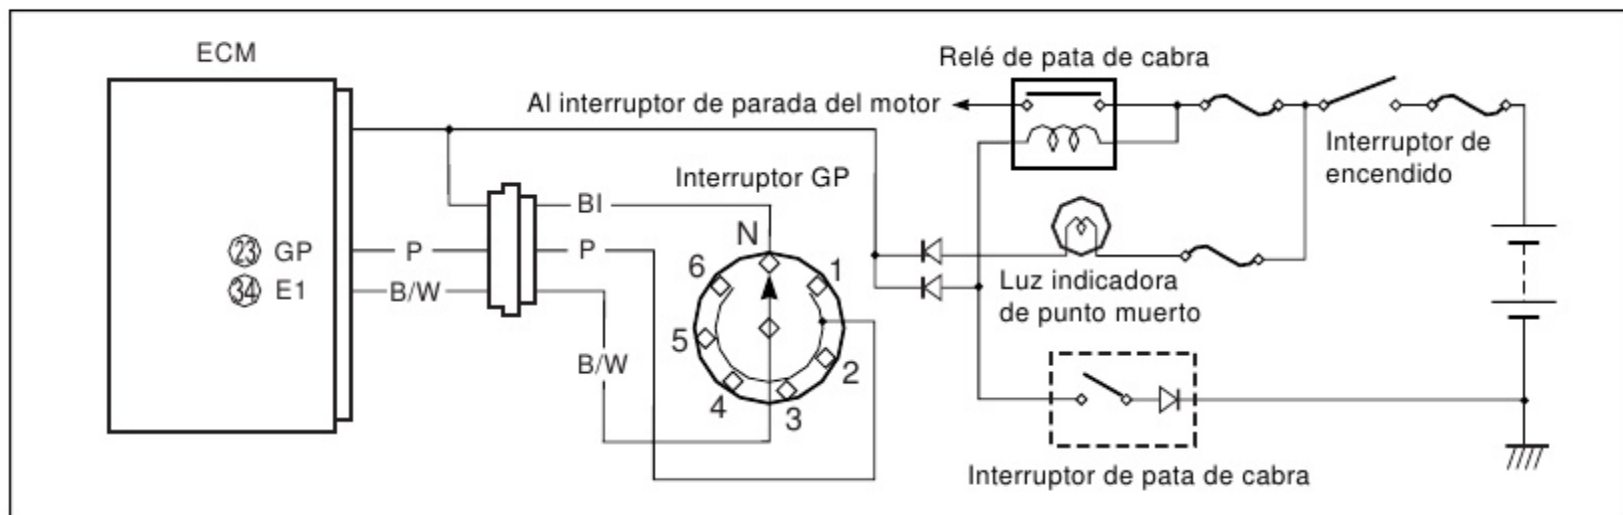 ECM
Relé de pata de cabra
Al interruptor de parada del motor
Interruptor de
encendido
Interruptor GP
Bl
N
23 GP
P
P
6
1
34 E1
B/W
Luz indicadora
de punto muerto
5
2
B/W
4
3
Interruptor de pata de cabra